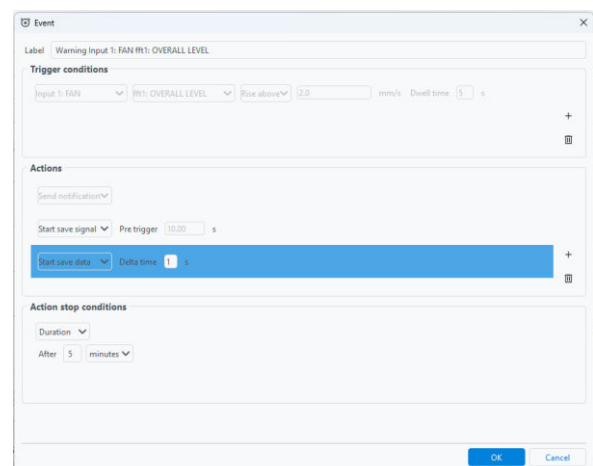 Event
Label Warning Input 1: FAN fft1: OVERALL LEVEL
Trigger conditions
Input 1: FAN fft1: OVERALL LEVEL Rise above 2.0 mm/s Dwell time 5 s
Actions
Send notification
Start save signal Pre trigger 10.00 s
Start save data Delta time 1 s
Action stop conditions
Duration
After 5 minutes
OK Cancel